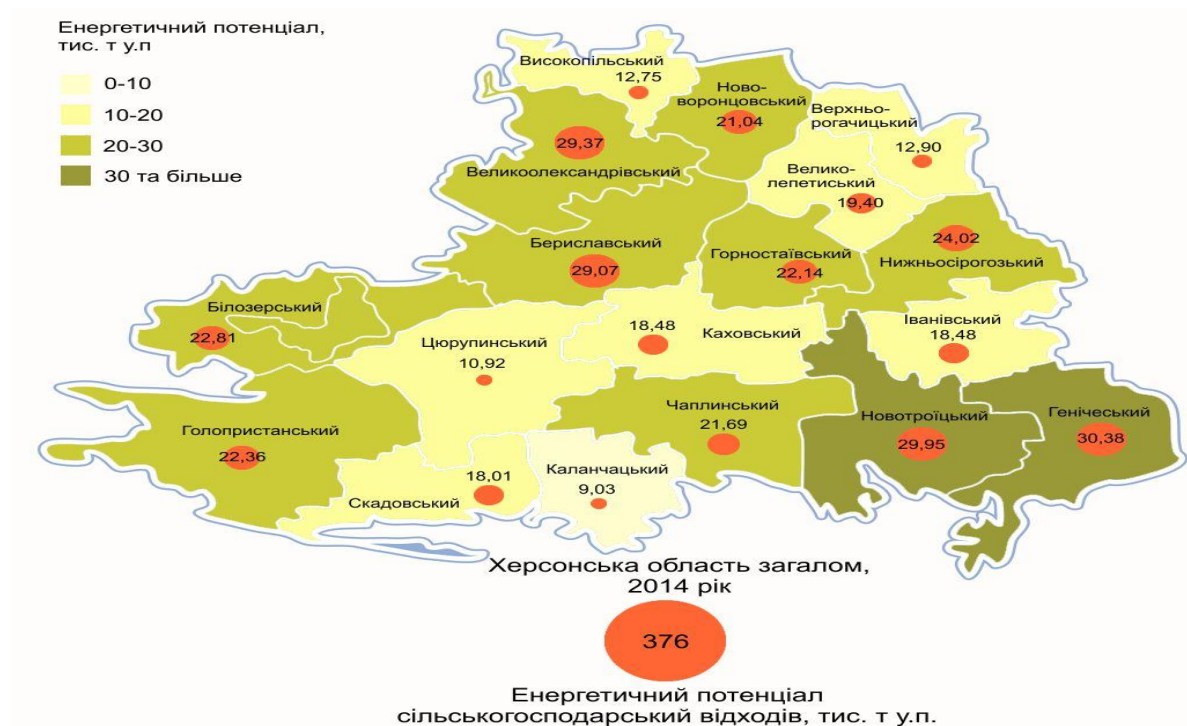 Енергетичний потенціал,
тис. т у.п
0-10
10-20
20-30
30 та більше
Високопільський
12,75
Ново-
воронцовський
21,04
Верхньо-
рогачицький
12,90
29,37
Великоолександрівський
Велико-
лепетиський
19,40
Бериславський
29,07
Горностаївський
22,14
24,02
Нижньосірогозький
Білозерський
22,81
Цюрупинський
10,92
18,48
Каховський
Іванівський
18,48
Голопристанський
22,36
Чаплинський
21,69
Новотроїцький
29,95
Генічеський
30,38
18,01
Скадовський
Каланчацький
9,03
Херсонська область загалом,
2014 рік
376
Енергетичний потенціал
сільськогосподарський відходів, тис. т у.п.